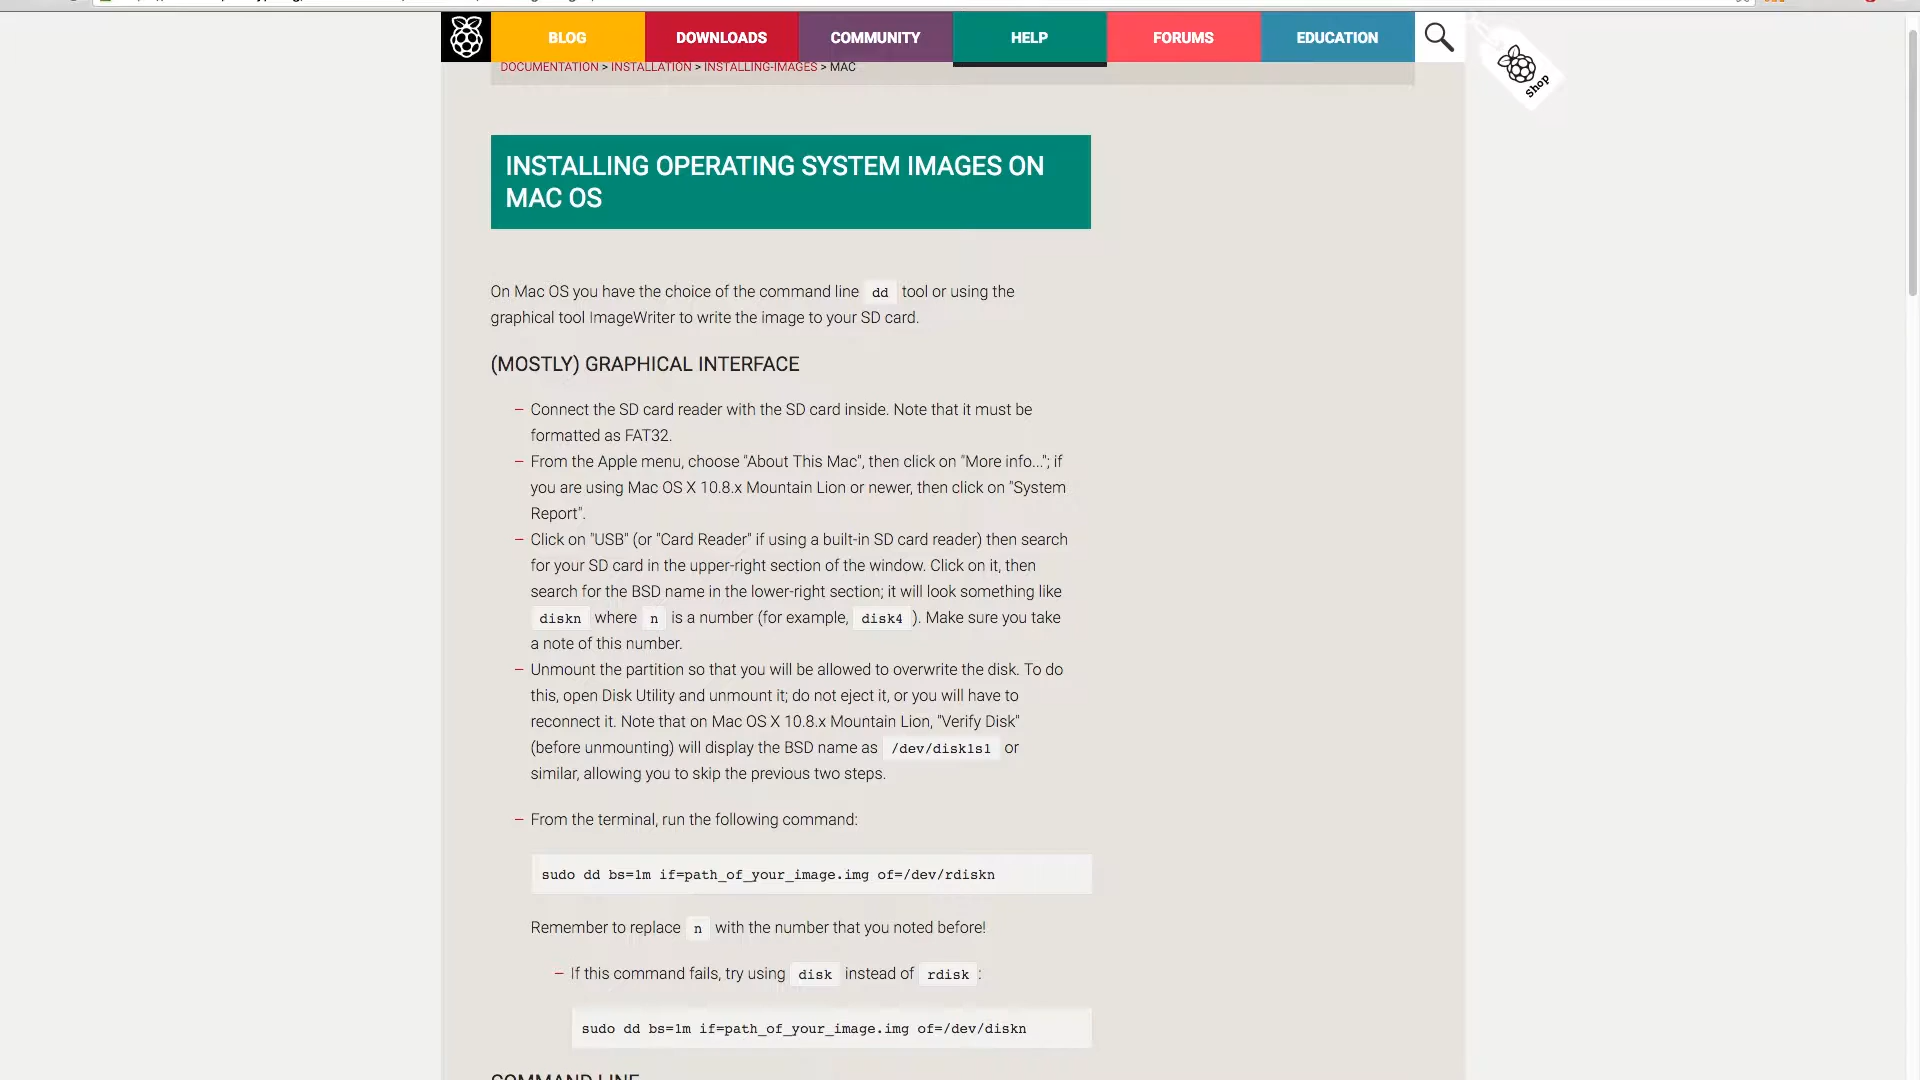 BLOG
DOWNLOADS
COMMUNITY
HELP
FORUMS
EDUCATION
Shop
DOCUMENTATION > INSTALLATION > INSTALLING-IMAGES > MAC
INSTALLING OPERATING SYSTEM IMAGES ON
MAC OS
On Mac OS you have the choice of the command line dd tool or using the
graphical tool ImageWriter to write the image to your SD card.
(MOSTLY) GRAPHICAL INTERFACE
– Connect the SD card reader with the SD card inside. Note that it must be
formatted as FAT32.
– From the Apple menu, choose "About This Mac", then click on "More info..."; if
you are using Mac OS X 10.8.x Mountain Lion or newer, then click on "System
Report".
– Click on "USB" (or "Card Reader" if using a built-in SD card reader) then search
for your SD card in the upper-right section of the window. Click on it, then
search for the BSD name in the lower-right section; it will look something like
diskn where n is a number (for example, disk4 ). Make sure you take
a note of this number.
– Unmount the partition so that you will be allowed to overwrite the disk. To do
this, open Disk Utility and unmount it; do not eject it, or you will have to
reconnect it. Note that on Mac OS X 10.8.x Mountain Lion, "Verify Disk"
(before unmounting) will display the BSD name as /dev/disk1s1 or
similar, allowing you to skip the previous two steps.
– From the terminal, run the following command:
sudo dd bs=1m if=path_of_your_image.img of=/dev/rdiskn
Remember to replace n with the number that you noted before!
– If this command fails, try using disk instead of rdisk :
sudo dd bs=1m if=path_of_your_image.img of=/dev/diskn
COMMAND LINE